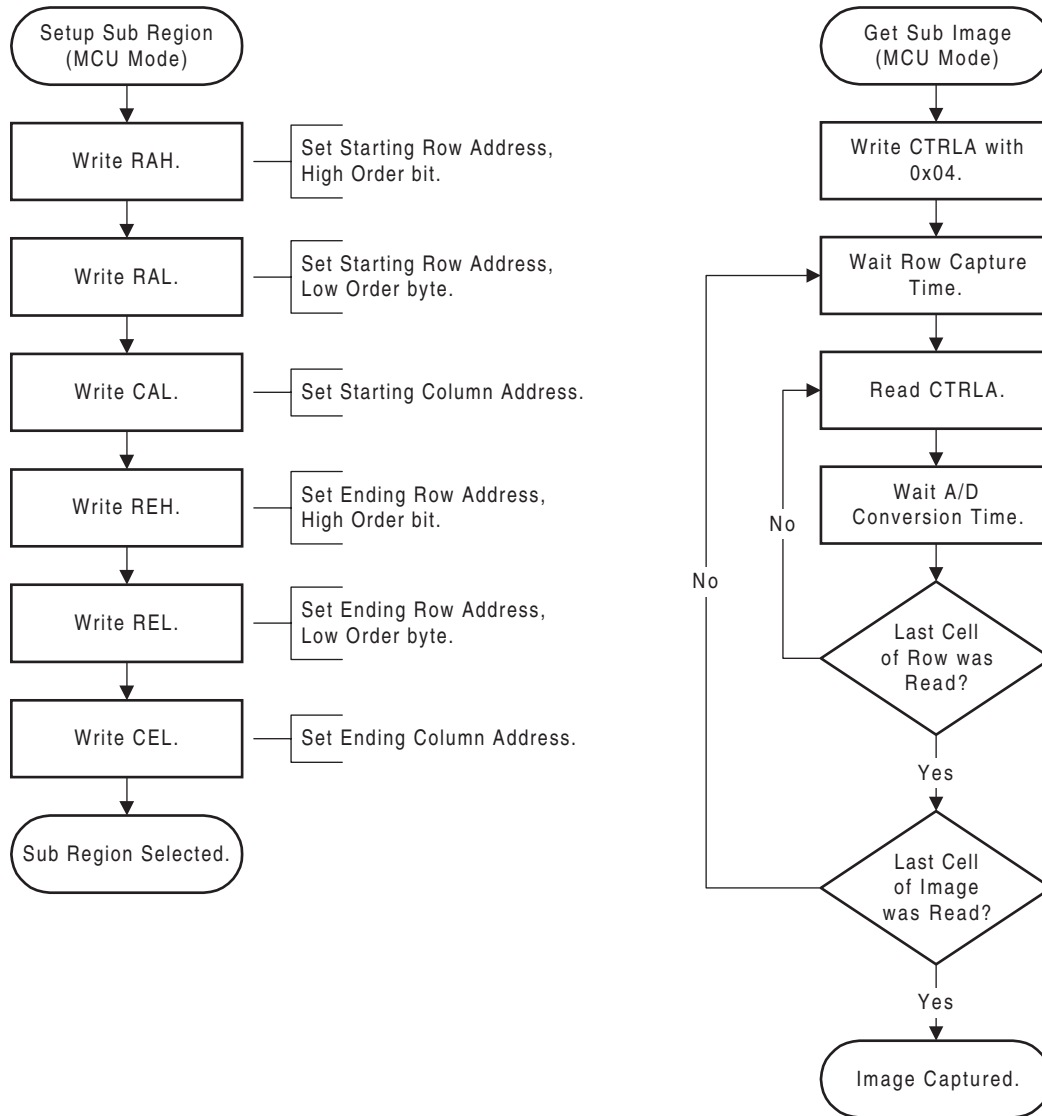 Setup Sub Region
(MCU Mode)
Write RAH.
Set Starting Row Address,
High Order bit.
Write RAL.
Set Starting Row Address,
Low Order byte.
Write CAL.
Set Starting Column Address.
Write REH.
Set Ending Row Address,
High Order bit.
Write REL.
Set Ending Row Address,
Low Order byte.
Write CEL.
Set Ending Column Address.
Sub Region Selected.
Get Sub Image
(MCU Mode)
Write CTRLA with
0x04.
Wait Row Capture
Time.
Read CTRLA.
Wait A/D
Conversion Time.
No
Last Cell
of Row was
Read?
Yes
No
Last Cell
of Image
was Read?
Yes
Image Captured.